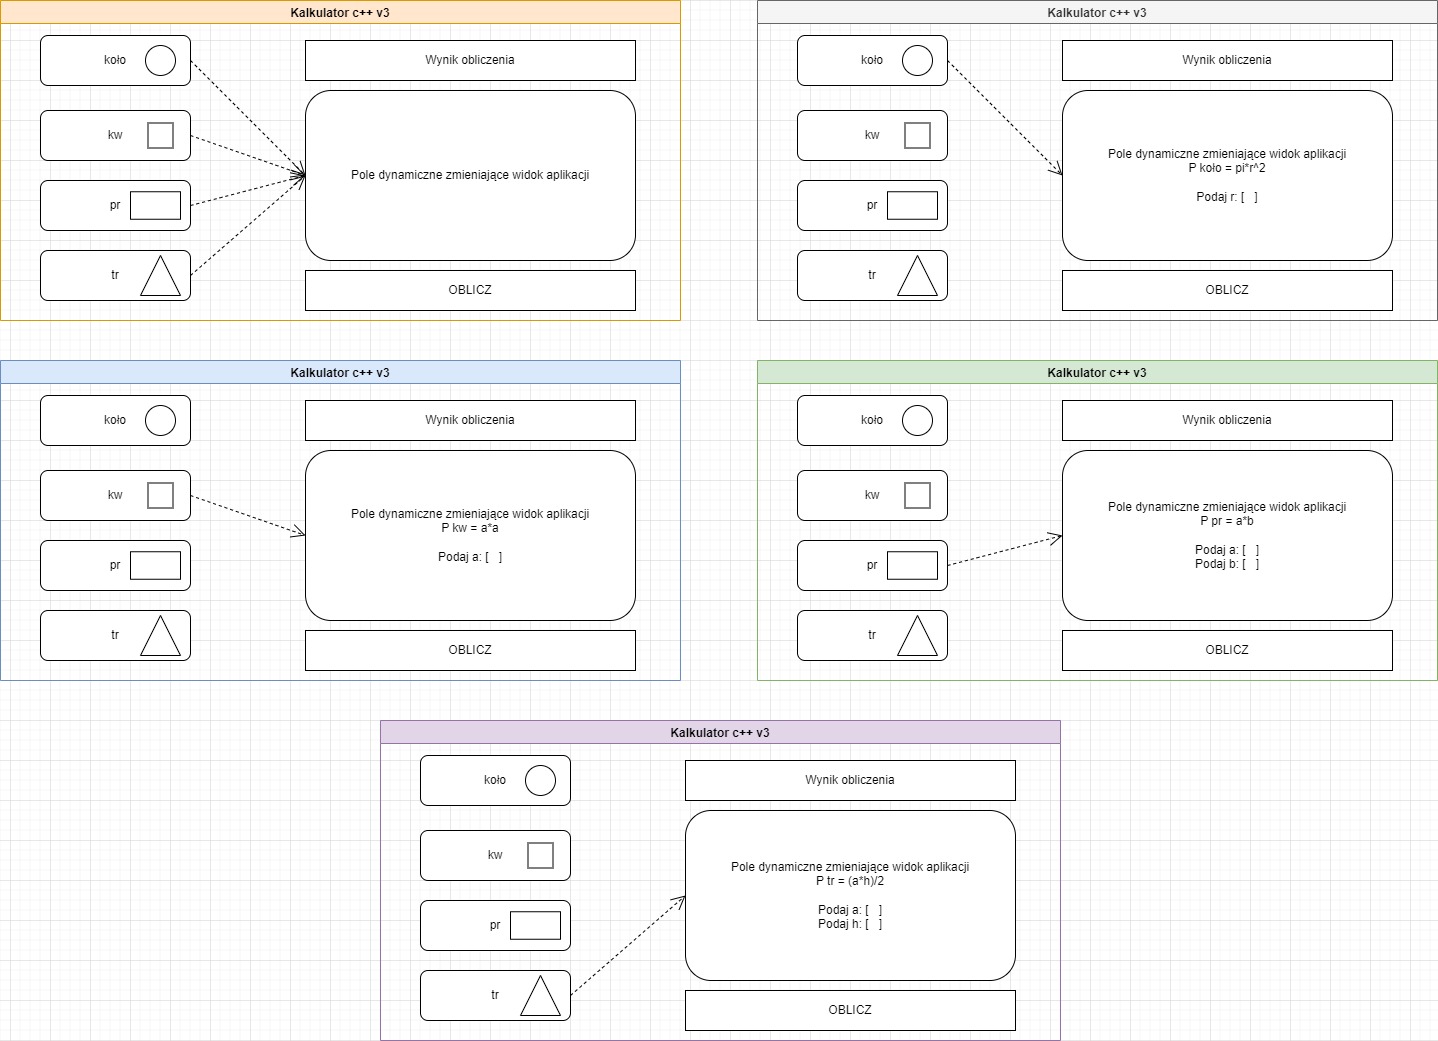 Kalkulator c++ v3
koło
kw
pr
tr
Wynik obliczenia
Pole dynamiczne zmieniające widok aplikacji
OBLICZ
Kalkulator c++ v3
koło
kw
pr
tr
Wynik obliczenia
Pole dynamiczne zmieniające widok aplikacji
P koło = pi*r^2
Podaj r: [   ]
OBLICZ
Kalkulator c++ v3
koło
kw
pr
tr
Wynik obliczenia
Pole dynamiczne zmieniające widok aplikacji
P kw = a*a
Podaj a: [   ]
OBLICZ
Kalkulator c++ v3
koło
kw
pr
tr
Wynik obliczenia
Pole dynamiczne zmieniające widok aplikacji
P pr = a*b
Podaj a: [   ]
Podaj b: [   ]
OBLICZ
Kalkulator c++ v3
koło
kw
pr
tr
Wynik obliczenia
Pole dynamiczne zmieniające widok aplikacji
P tr = (a*h)/2
Podaj a: [   ]
Podaj h: [   ]
OBLICZ